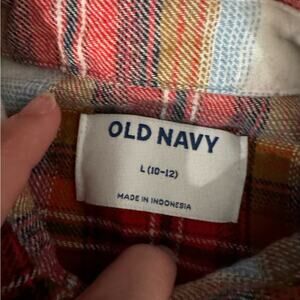 OLD NAVY
L (10-12)
MADE IN INDONESIA